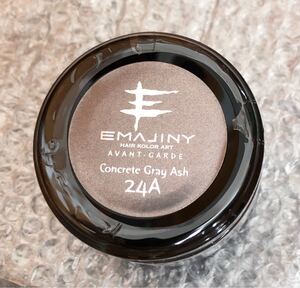 EMAJINY
HAIR KOLOR ART
AVANT-GARDE
Concrete Gray Ash
24A